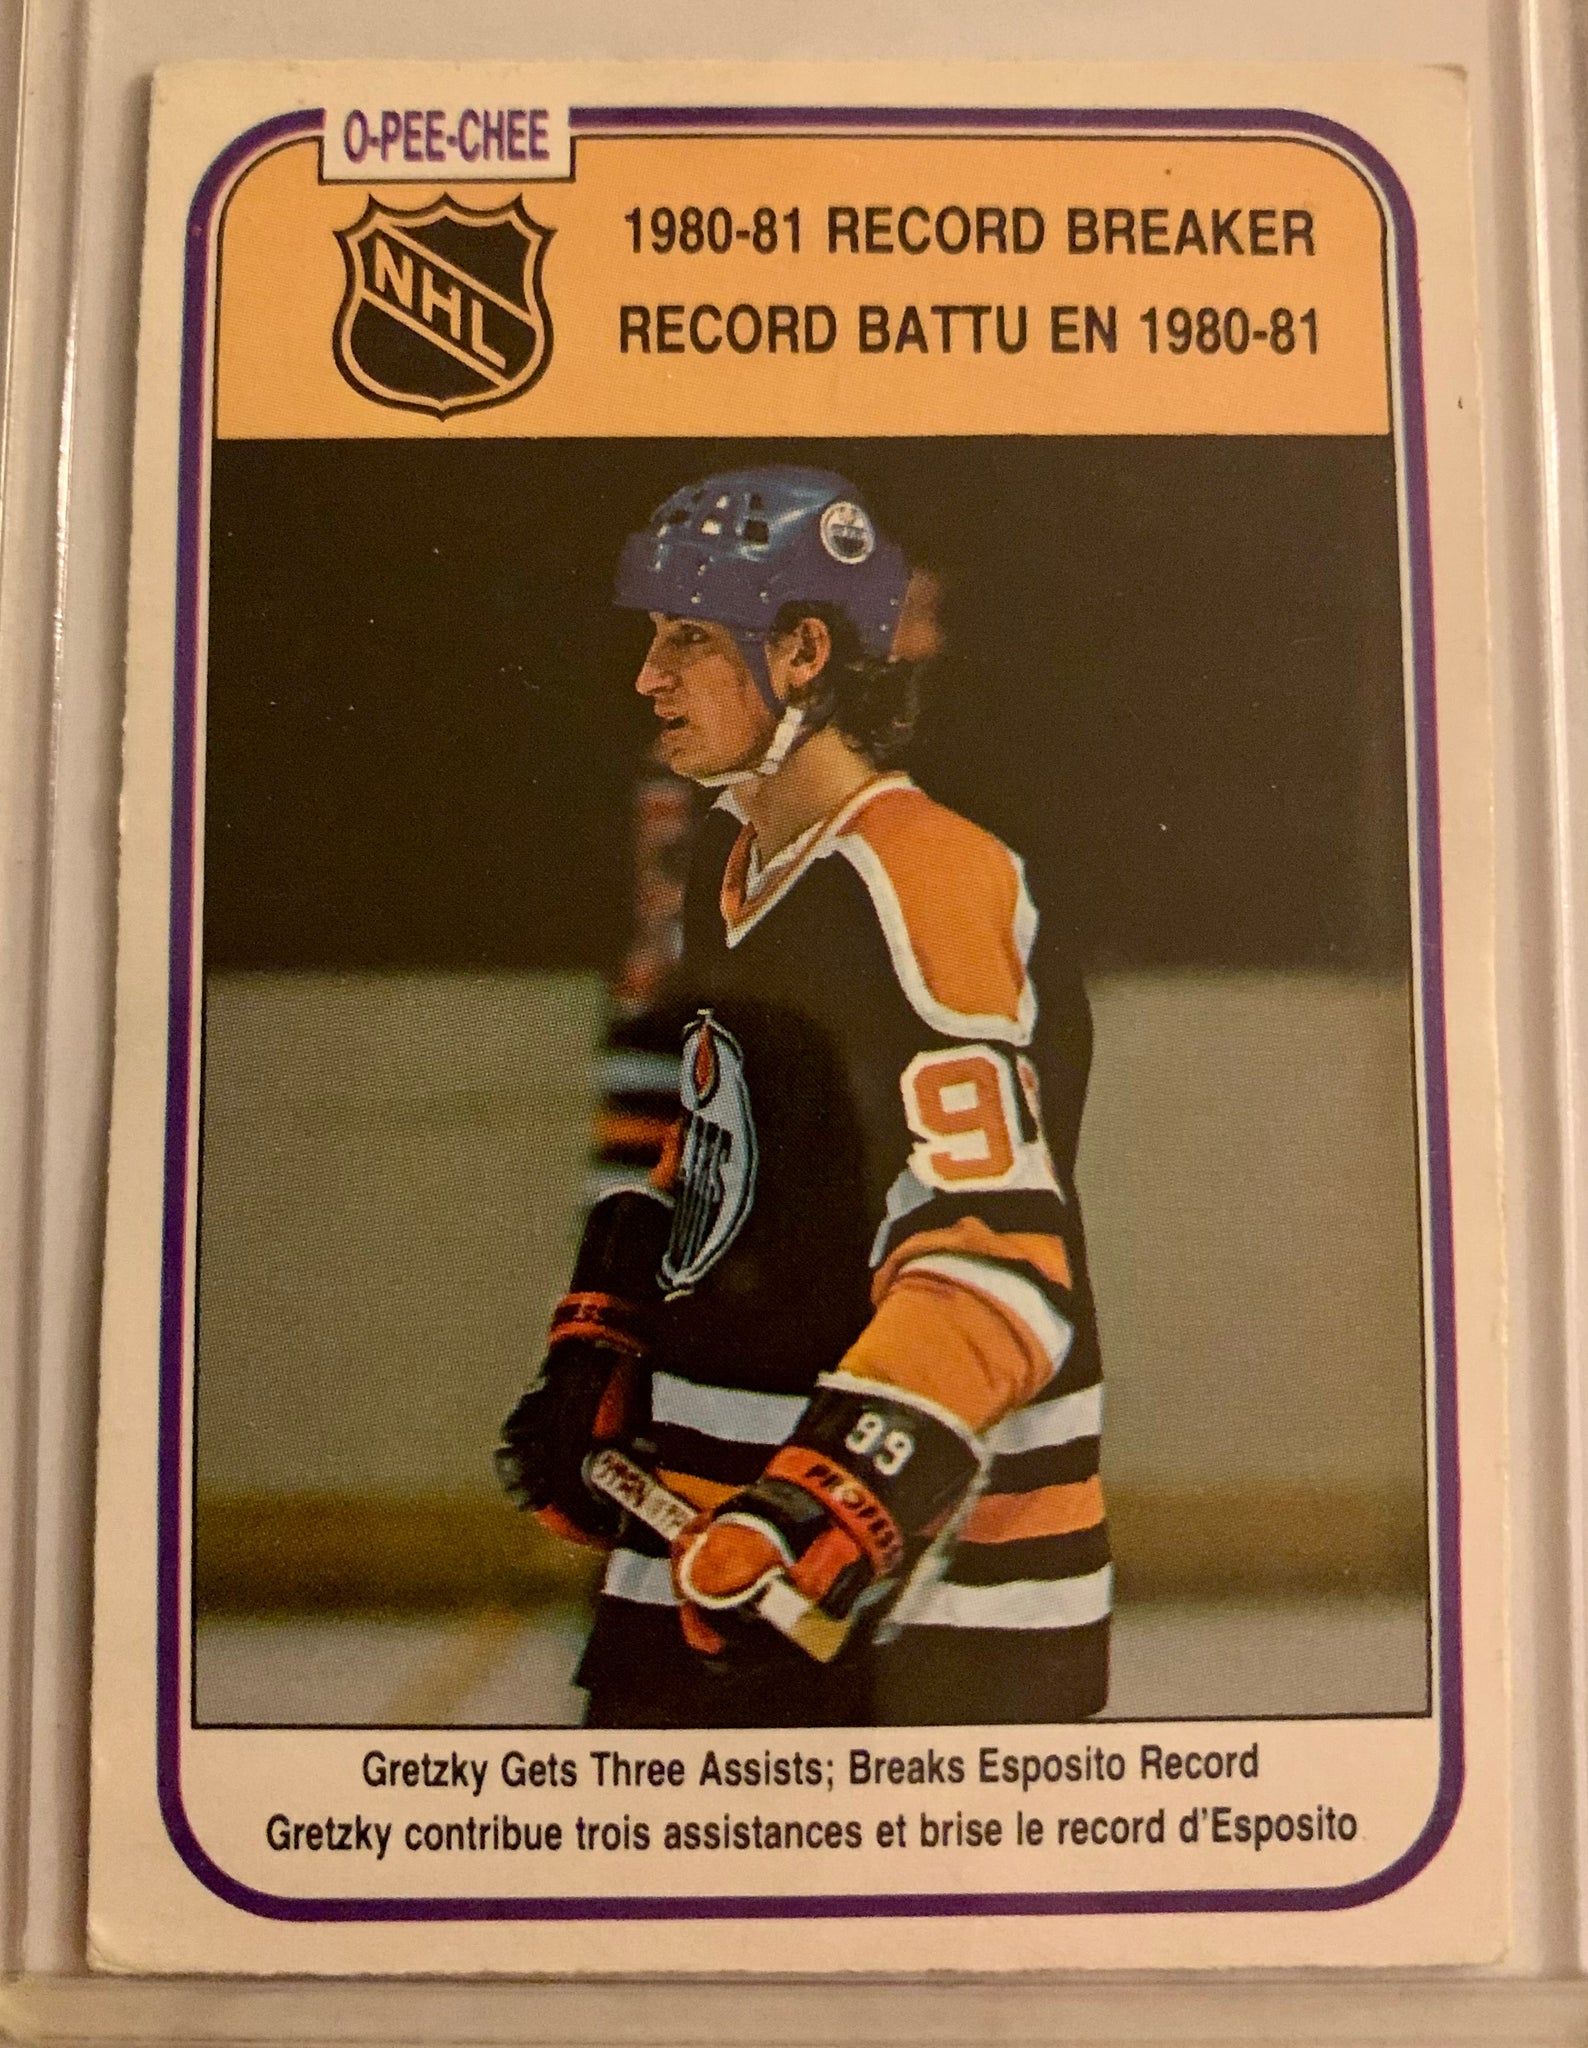 O-PEE-CHEE
NHL
1980-81 RECORD BREAKER
RECORD BATTU EN 1980-81
9
99
Gretzky Gets Three Assists; Breaks Esposito Record
Gretzky contribue trois assistances et brise le record d'Esposito